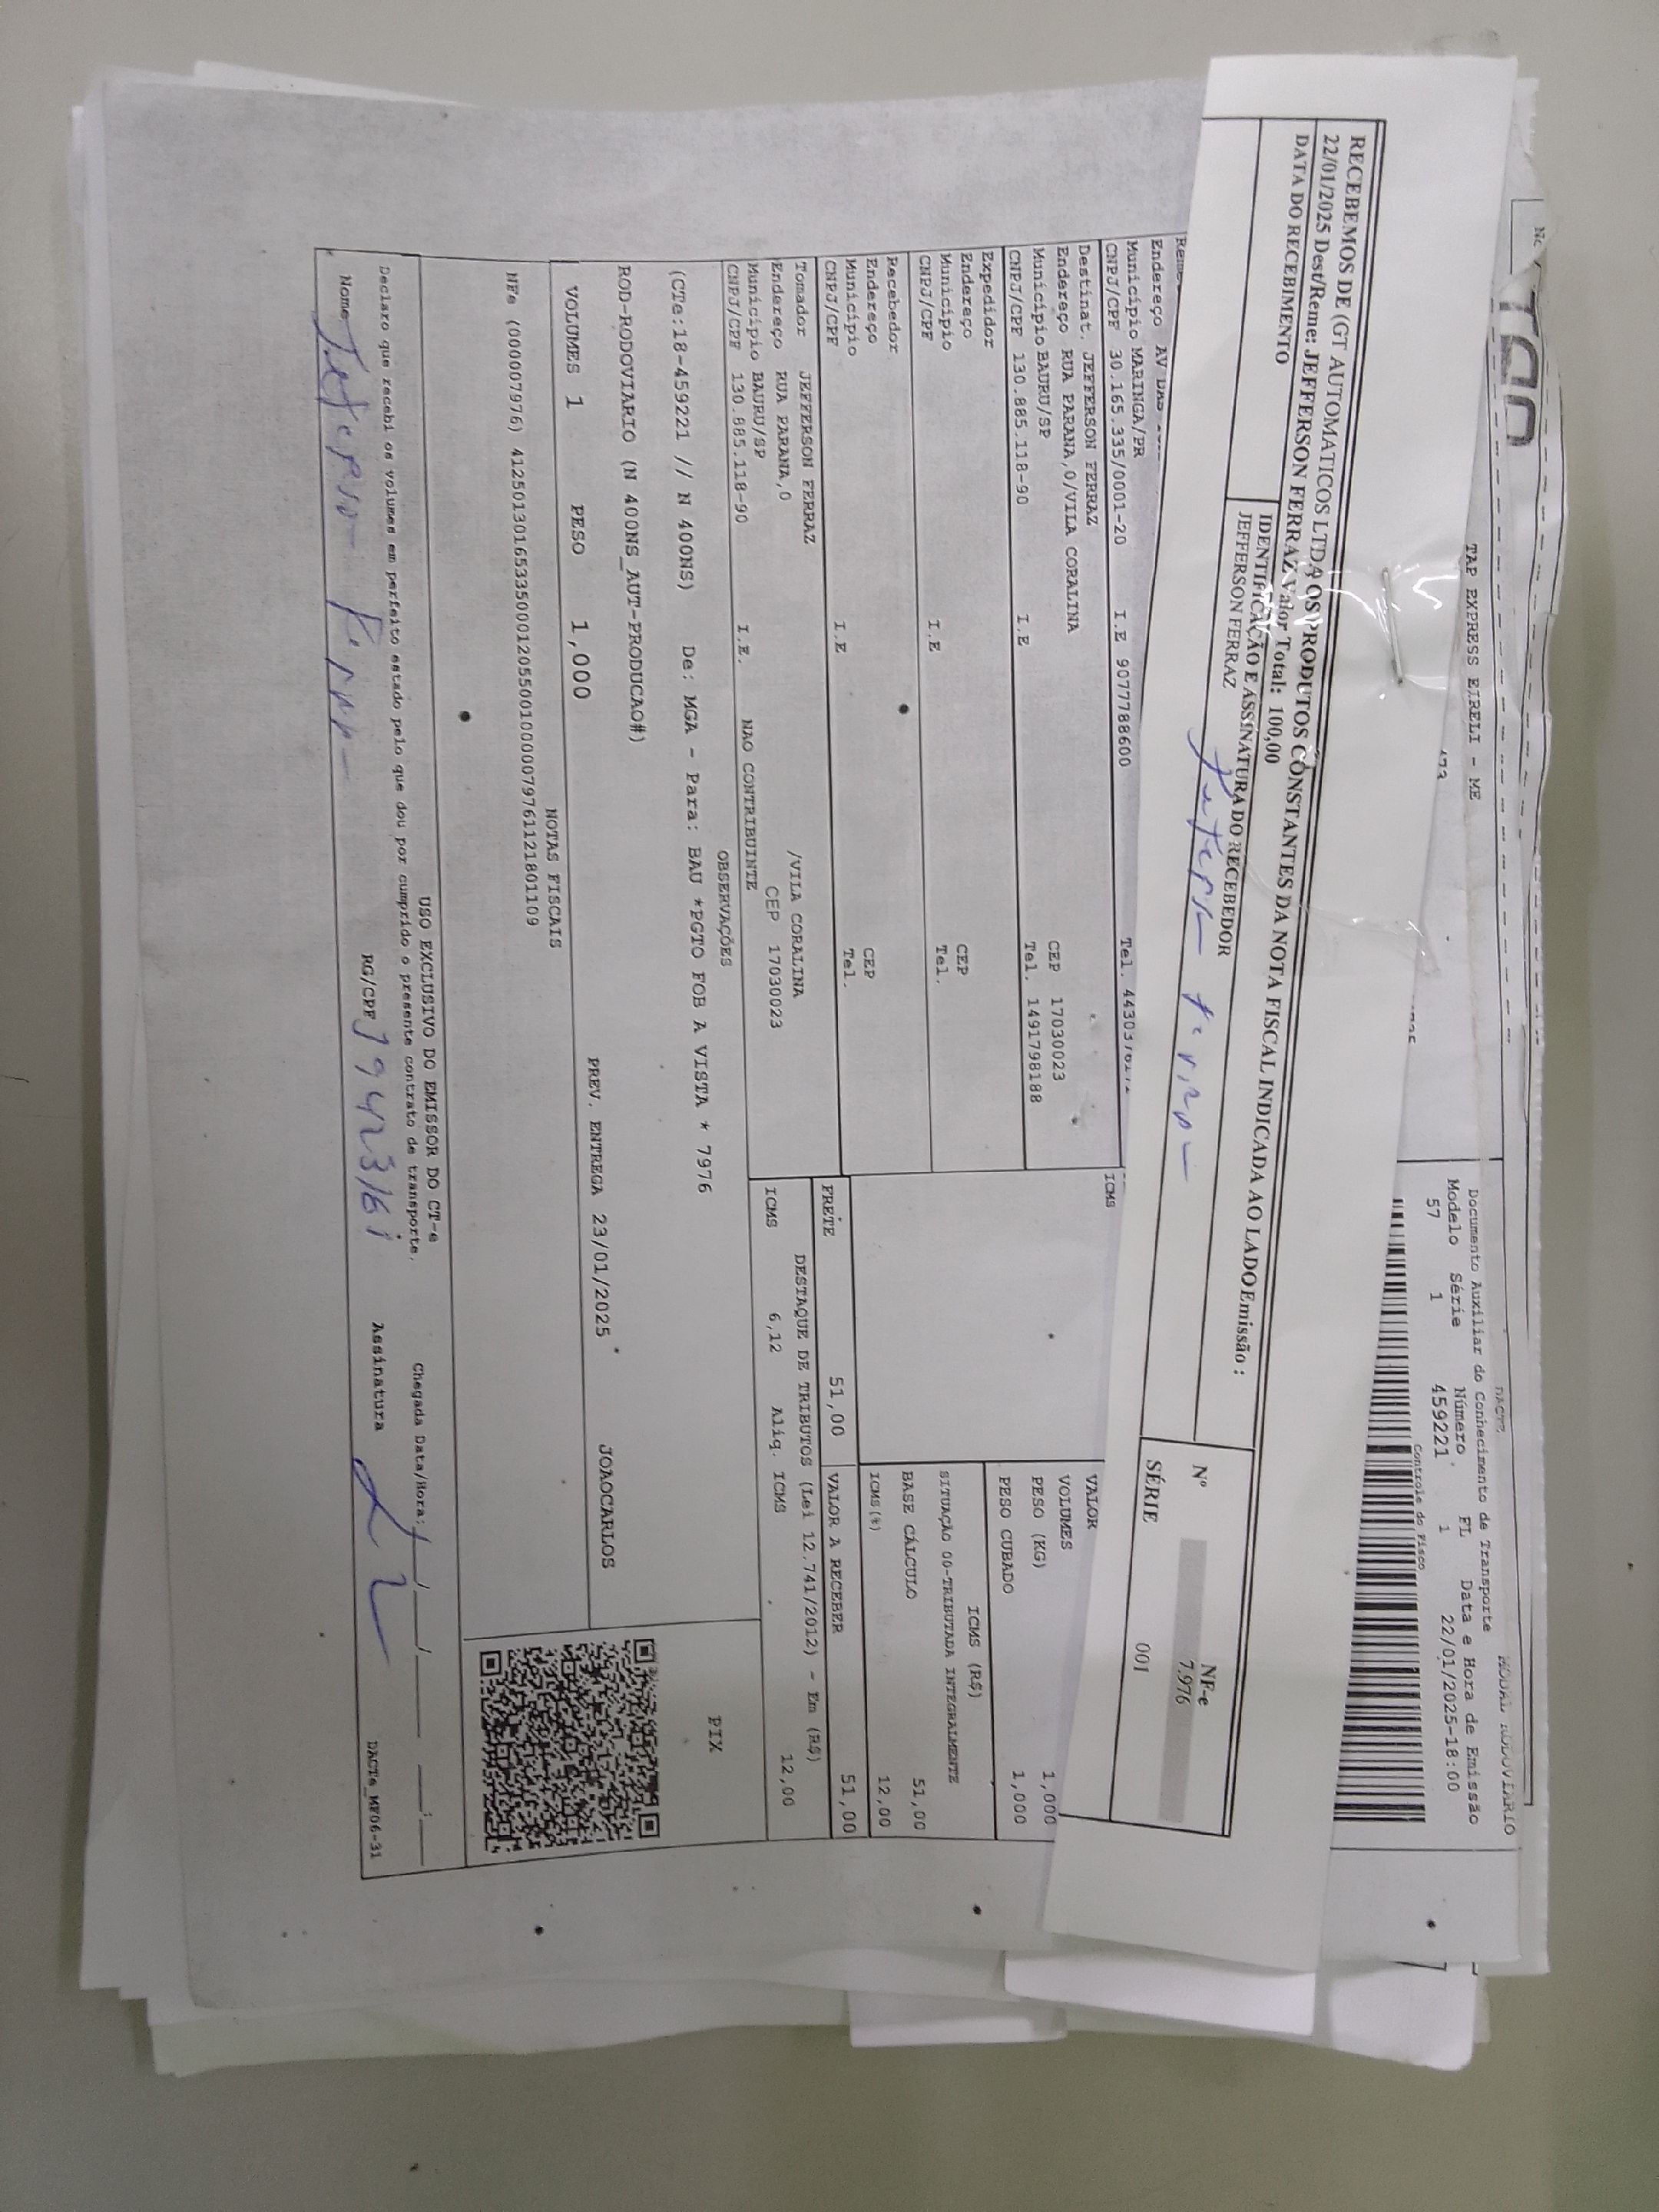 TAP EXPRESS EIRELI - ME
DACTE
MODAL RODOVIARIO
Documento Auxiliar do Conhecimento de Transporte
Modelo Série Número FL Data e Hora de Emissão
57 1 459221 1 22/01/2025-18:00
Controle do Fisco
RECEBEMOS DE (GT AUTOMATICOS LTDA OS PRODUTOS CONSTANTES DA NOTA FISCAL INDICADA AO LADOEmissão :
22/01/2025 Dest/Reme: JEFFERSON FERRAZ Valor Total: 100,00
DATA DO RECEBIMENTO
IDENTIFICAÇÃO E ASSINATURA DO RECEBEDOR
JEFFERSON FERRAZ
NF-e
Nº 7.976
SÉRIE 001
Endereço AV DAS
Município MARINGA/PR
CNPJ/CPF 30.165.335/0001-20 I.E 9077788600 Tel.
Destinat. JEFFERSON FERRAZ
Endereço RUA PARANA,0/VILA CORALINA CEP 17030023
Município BAURU/SP Tel. 1491798188
CNPJ/CPF 130.885.118-90 I.E
Expedidor
Endereço CEP
Município Tel.
CNPJ/CPF I.E
Recebedor
Endereço CEP
Município Tel.
CNPJ/CPF I.E
Tomador JEFFERSON FERRAZ
Endereço RUA PARANA,0 /VILA CORALINA
Município BAURU/SP CEP 17030023
CNPJ/CPF 130.885.118-90 I.E. NAO CONTRIBUINTE
ICMS
VALOR
VOLUMES
PESO (KG) 1,000
PESO CUBADO 1,000
ICMS (R$)
SITUAÇÃO 00-TRIBUTADA INTEGRALMENTE
BASE CÁLCULO 51,00
ICMS(%) 12,00
FRETE 51,00 VALOR A RECEBER 51,00
DESTAQUE DE TRIBUTOS (Lei 12.741/2012) - Em (R$)
ICMS 6,12 Alíq. ICMS 12,00
OBSERVAÇÕES
(CTe:18-459221 // N 400NS) De: MGA - Para: BAU *PGTO FOB A VISTA * 7976
PIX
ROD-RODOVIARIO (N 400NS_AUT-PRODUCAO#)
VOLUMES 1 PESO 1,000 PREV. ENTREGA 23/01/2025 JOAOCARLOS
NOTAS FISCAIS
NFe (000007976) 41250130165335000120550010000079761121801109
USO EXCLUSIVO DO EMISSOR DO CT-e
Declaro que recebi os volumes em perfeito estado pelo que dou por cumprido o presente contrato de transporte.
Chegada Data/Hora: / / :
Nome RG/CPF Assinatura
DACTe_MF06-31